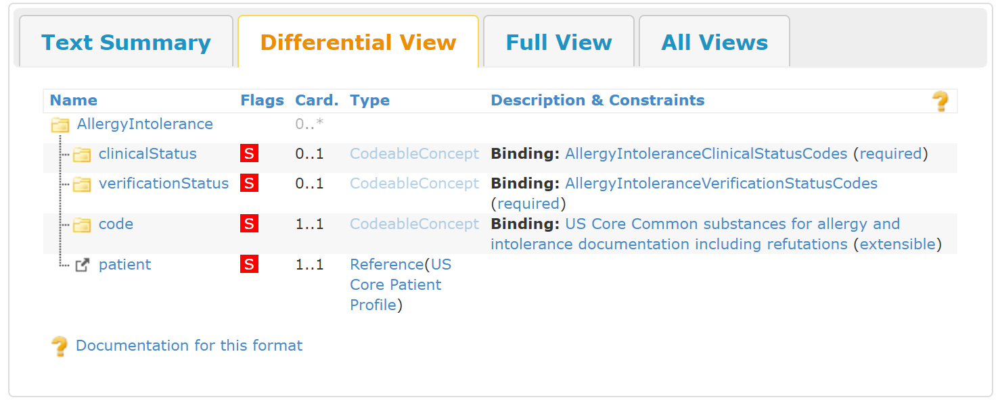 Text Summary Differential View Full View All Views
Name Flags Card. Type Description & Constraints ?
AllergyIntolerance 0..*
clinicalStatus S 0..1 CodeableConcept Binding: AllergyIntoleranceClinicalStatusCodes (required)
verificationStatus S 0..1 CodeableConcept Binding: AllergyIntoleranceVerificationStatusCodes
(required)
code S 1..1 CodeableConcept Binding: US Core Common substances for allergy and
intolerance documentation including refutations (extensible)
patient S 1..1 Reference(US
Core Patient
Profile)
? Documentation for this format